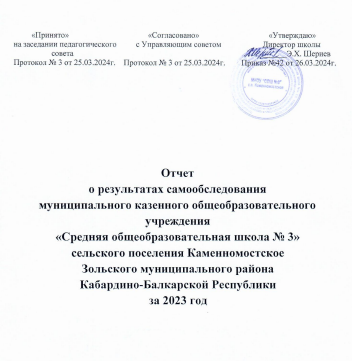 «Принято»
на заседании педагогического
совета
Протокол № 3 от 25.03.2024г.
«Согласовано»
с Управляющим советом
Протокол № 3 от 25.03.2024г.
«Утверждаю»
Директор школы
Э.Х. Шериев
Приказ №42 от 26.03.2024г.
Отчет
о результатах самообследования
муниципального казенного общеобразовательного
учреждения
«Средняя общеобразовательная школа № 3»
сельского поселения Каменномостское
Зольского муниципального района
Кабардино-Балкарской Республики
за 2023 год